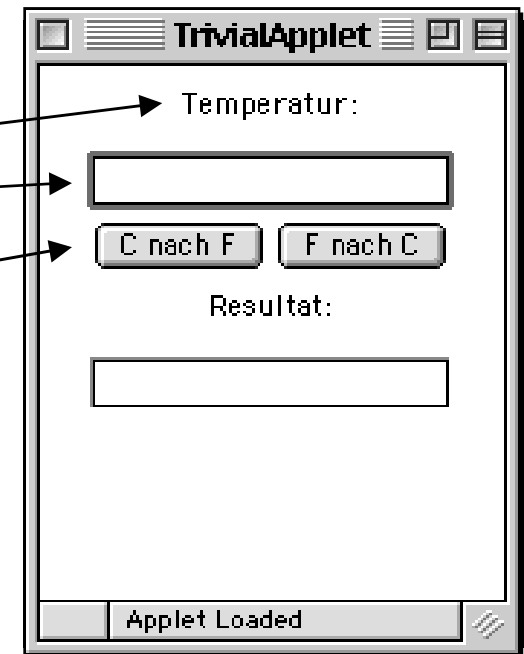 TrivialApplet
Temperatur:
C nach F F nach C
Resultat:
Applet Loaded